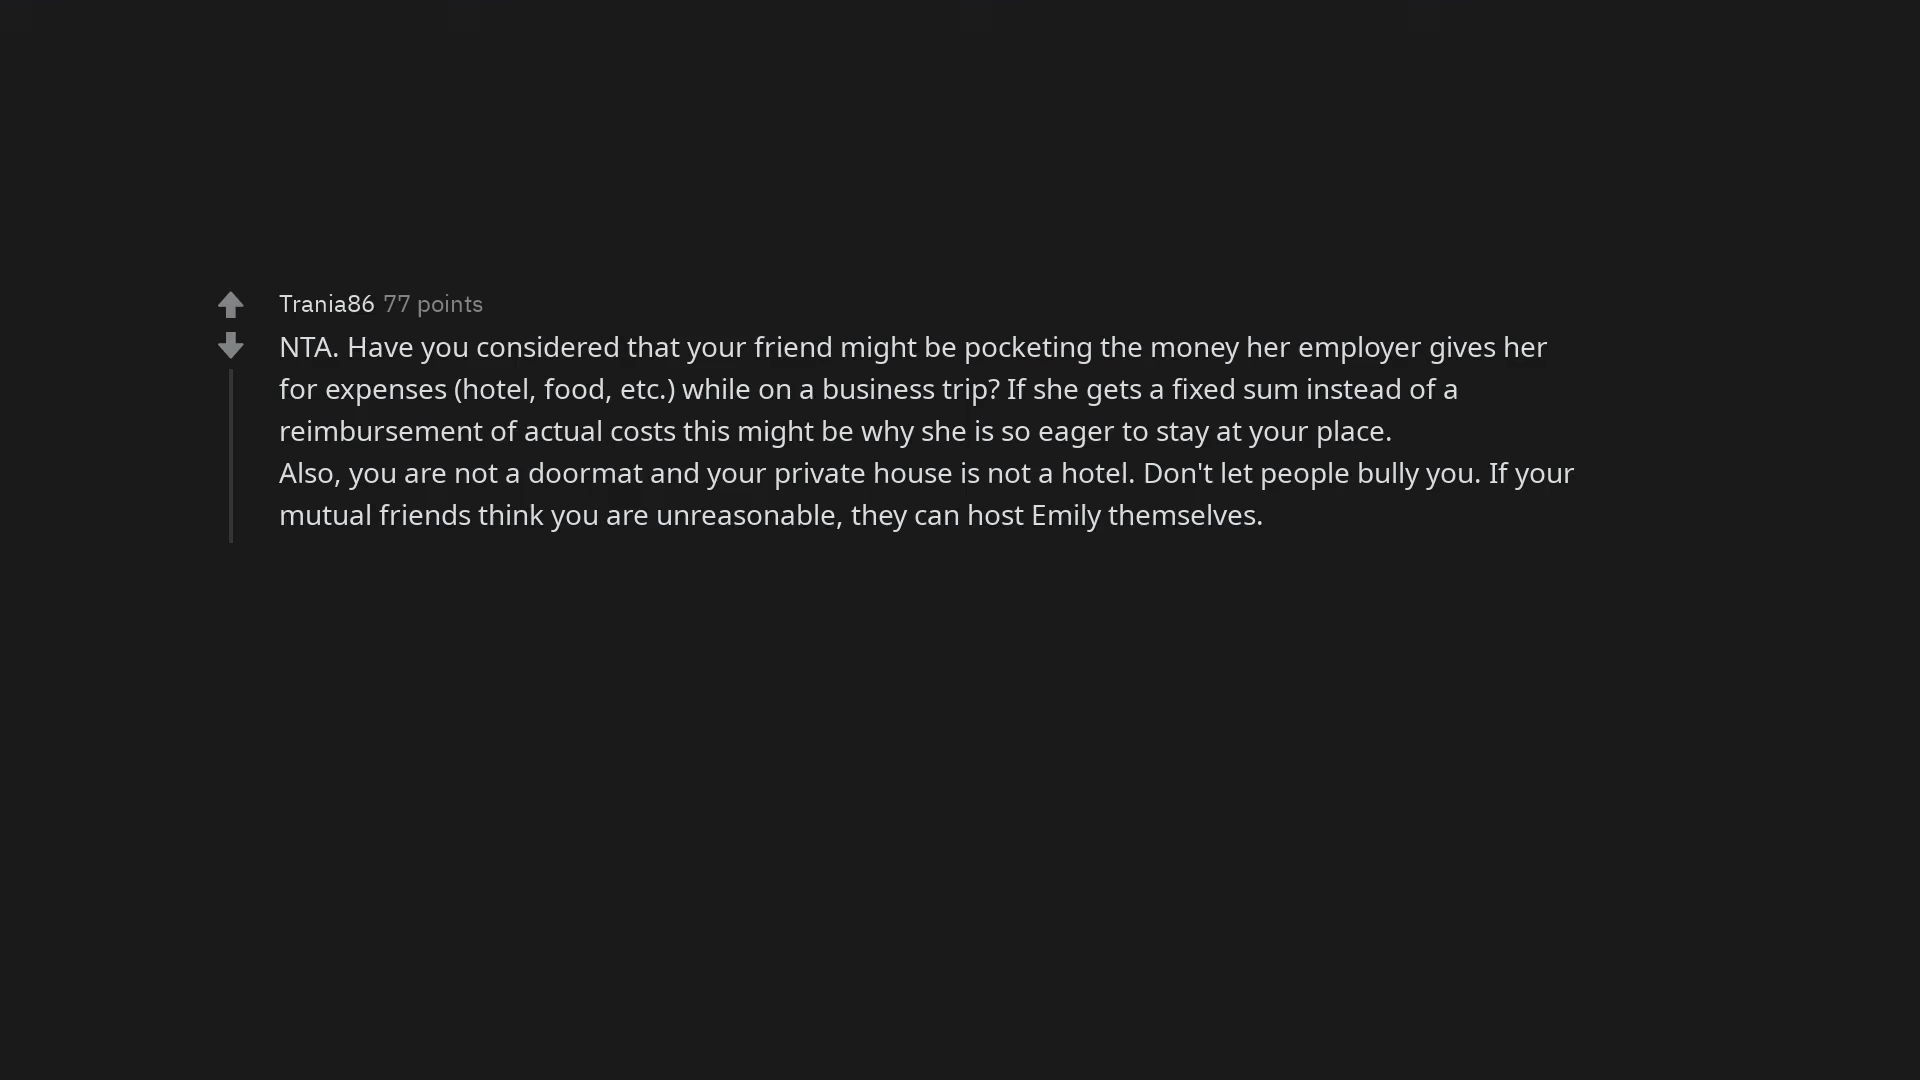 Trania86 77 points
NTA. Have you considered that your friend might be pocketing the money her employer gives her
for expenses (hotel, food, etc.) while on a business trip? If she gets a fixed sum instead of a
reimbursement of actual costs this might be why she is so eager to stay at your place.
Also, you are not a doormat and your private house is not a hotel. Don't let people bully you. If your
mutual friends think you are unreasonable, they can host Emily themselves.